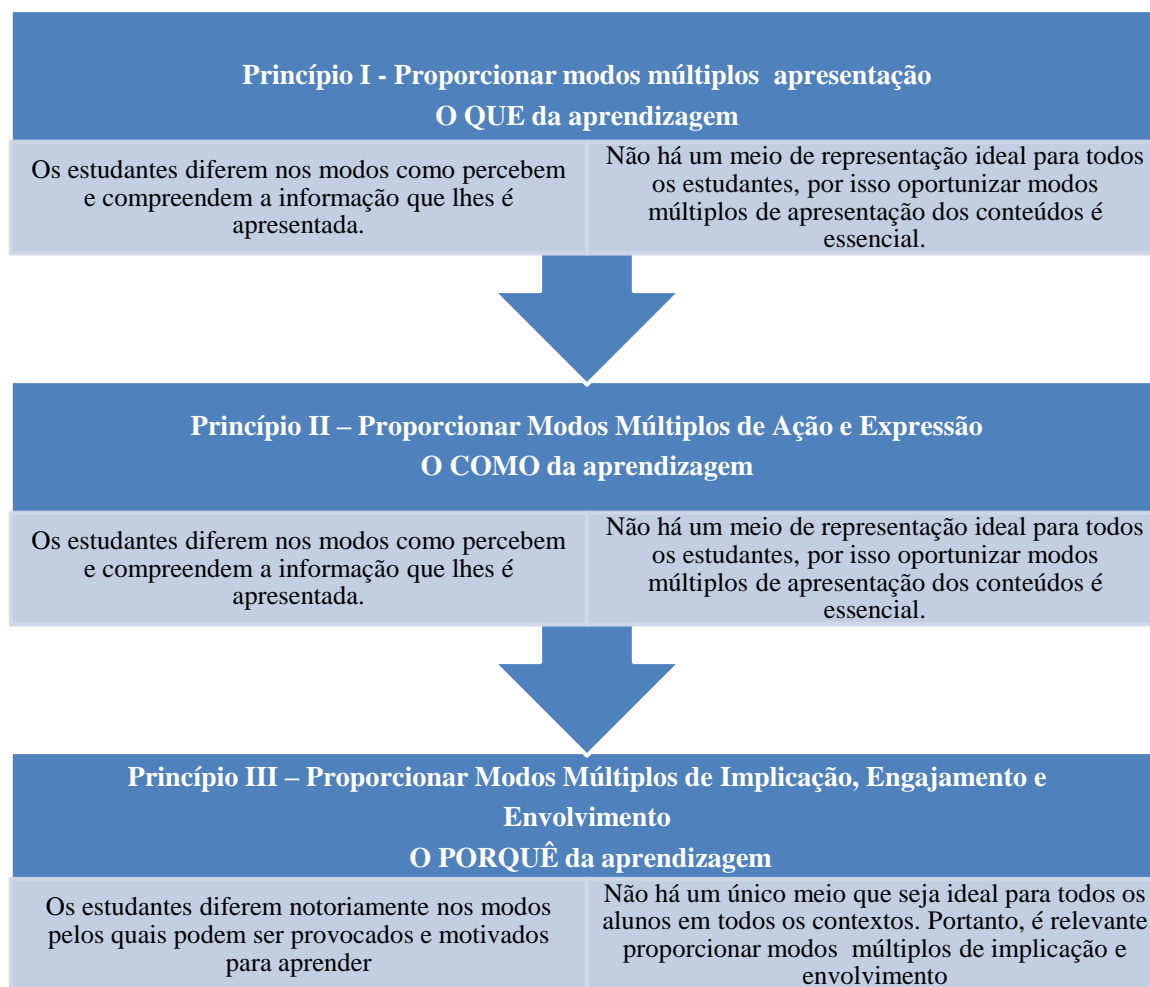 Princípio I - Proporcionar modos múltiplos  apresentação
O QUE da aprendizagem
Os estudantes diferem nos modos como percebem
e compreendem a informação que lhes é
apresentada.
Não há um meio de representação ideal para todos
os estudantes, por isso oportunizar modos
múltiplos de apresentação dos conteúdos é
essencial.
Princípio II – Proporcionar Modos Múltiplos de Ação e Expressão
O COMO da aprendizagem
Os estudantes diferem nos modos como percebem
e compreendem a informação que lhes é
apresentada.
Não há um meio de representação ideal para todos
os estudantes, por isso oportunizar modos
múltiplos de apresentação dos conteúdos é
essencial.
Princípio III – Proporcionar Modos Múltiplos de Implicação, Engajamento e
Envolvimento
O PORQUÊ da aprendizagem
Os estudantes diferem notoriamente nos modos
pelos quais podem ser provocados e motivados
para aprender
Não há um único meio que seja ideal para todos os
alunos em todos os contextos. Portanto, é relevante
proporcionar modos  múltiplos de implicação e
envolvimento